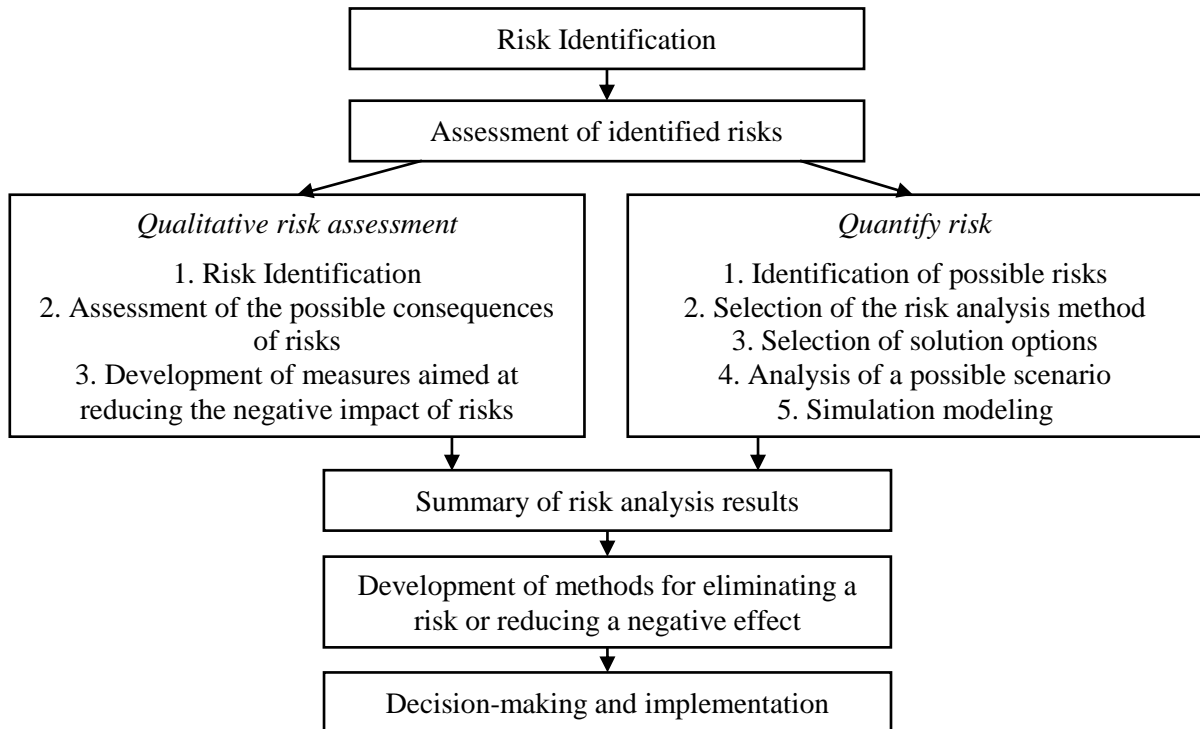 Risk Identification
Assessment of identified risks
Qualitative risk assessment
1. Risk Identification
2. Assessment of the possible consequences
of risks
3. Development of measures aimed at
reducing the negative impact of risks
Quantify risk
1. Identification of possible risks
2. Selection of the risk analysis method
3. Selection of solution options
4. Analysis of a possible scenario
5. Simulation modeling
Summary of risk analysis results
Development of methods for eliminating a
risk or reducing a negative effect
Decision-making and implementation